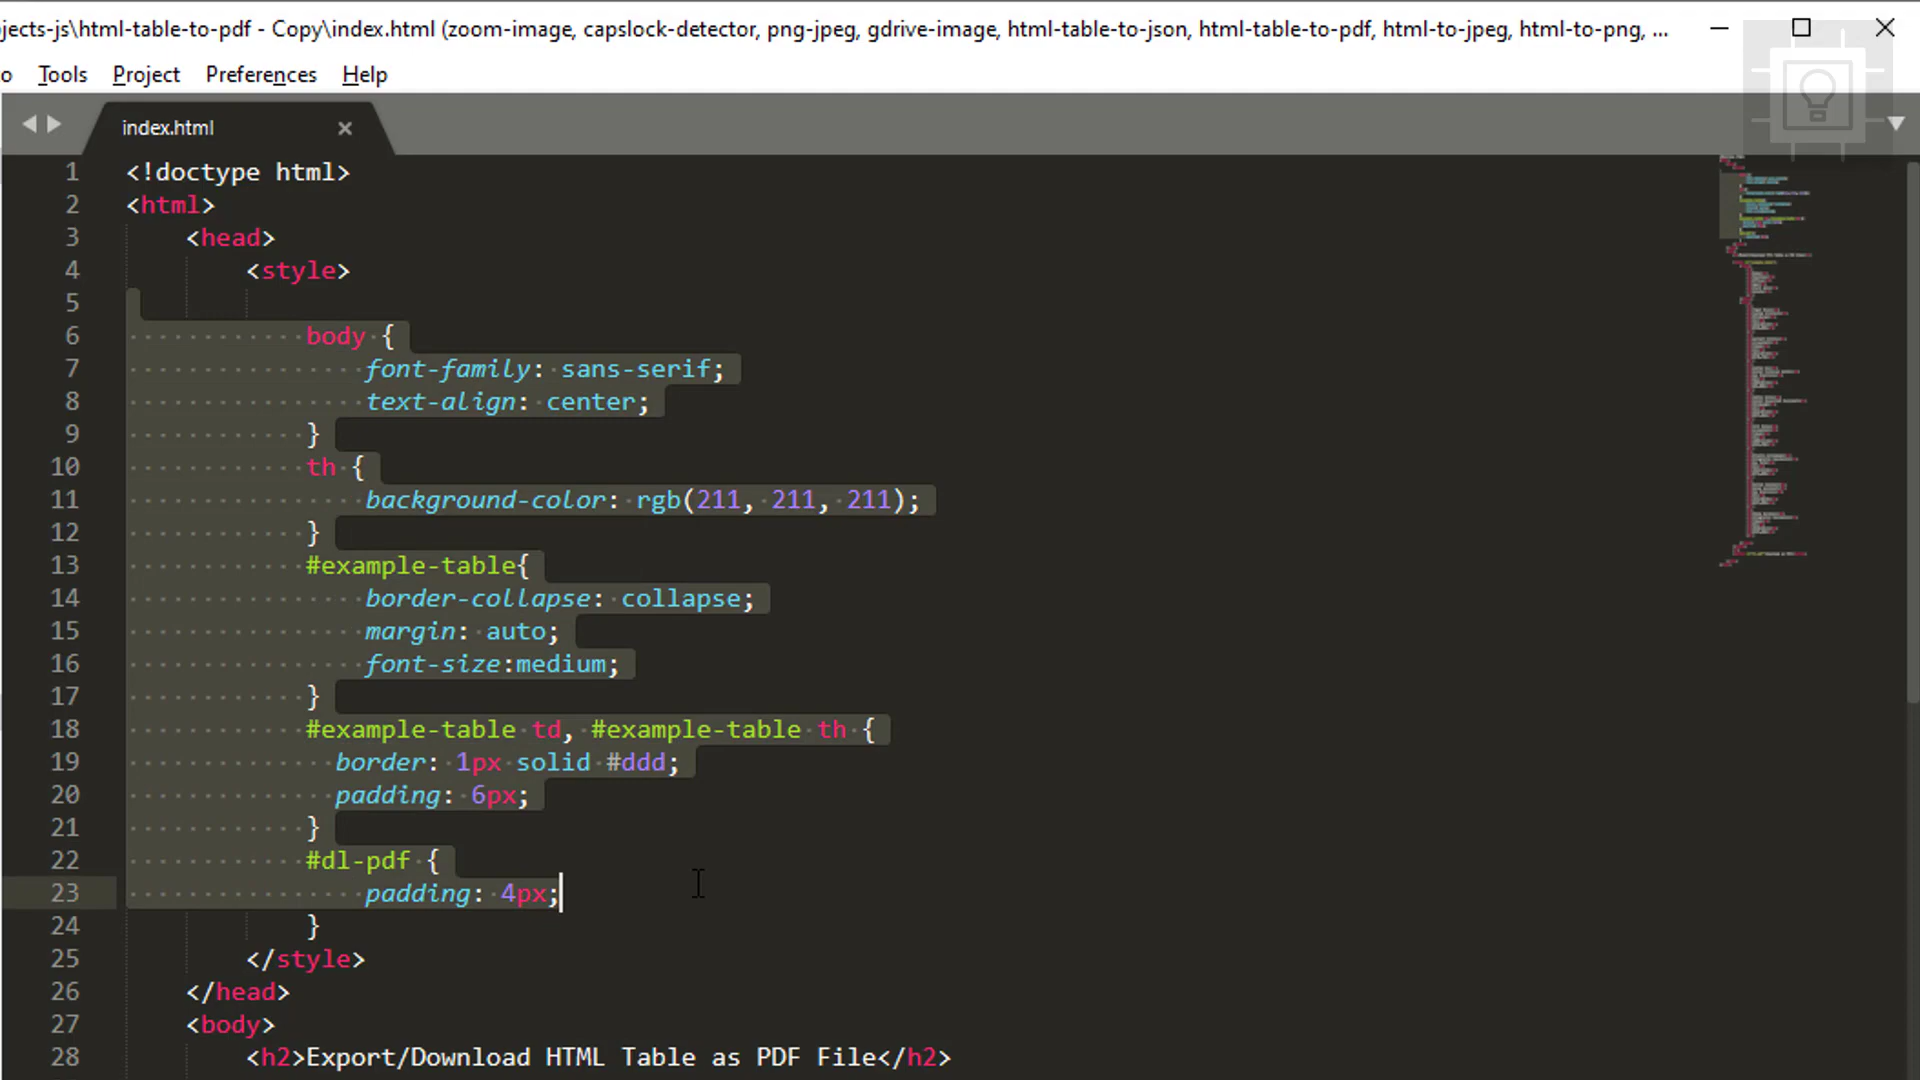 jects-js\html-table-to-pdf - Copy\index.html (zoom-image, capslock-detector, png-jpeg, gdrive-image, html-table-to-json, html-table-to-pdf, html-to-jpeg, html-to-png, ...
o Tools Project Preferences Help
index.html
1 <!doctype html>
2 <html>
3 <head>
4 <style>
5
6 body {
7 font-family: sans-serif;
8 text-align: center;
9 }
10 th {
11 background-color: rgb(211, 211, 211);
12 }
13 #example-table{
14 border-collapse: collapse;
15 margin: auto;
16 font-size:medium;
17 }
18 #example-table td, #example-table th {
19 border: 1px solid #ddd;
20 padding: 6px;
21 }
22 #dl-pdf {
23 padding: 4px;
24 }
25 </style>
26 </head>
27 <body>
28 <h2>Export/Download HTML Table as PDF File</h2>